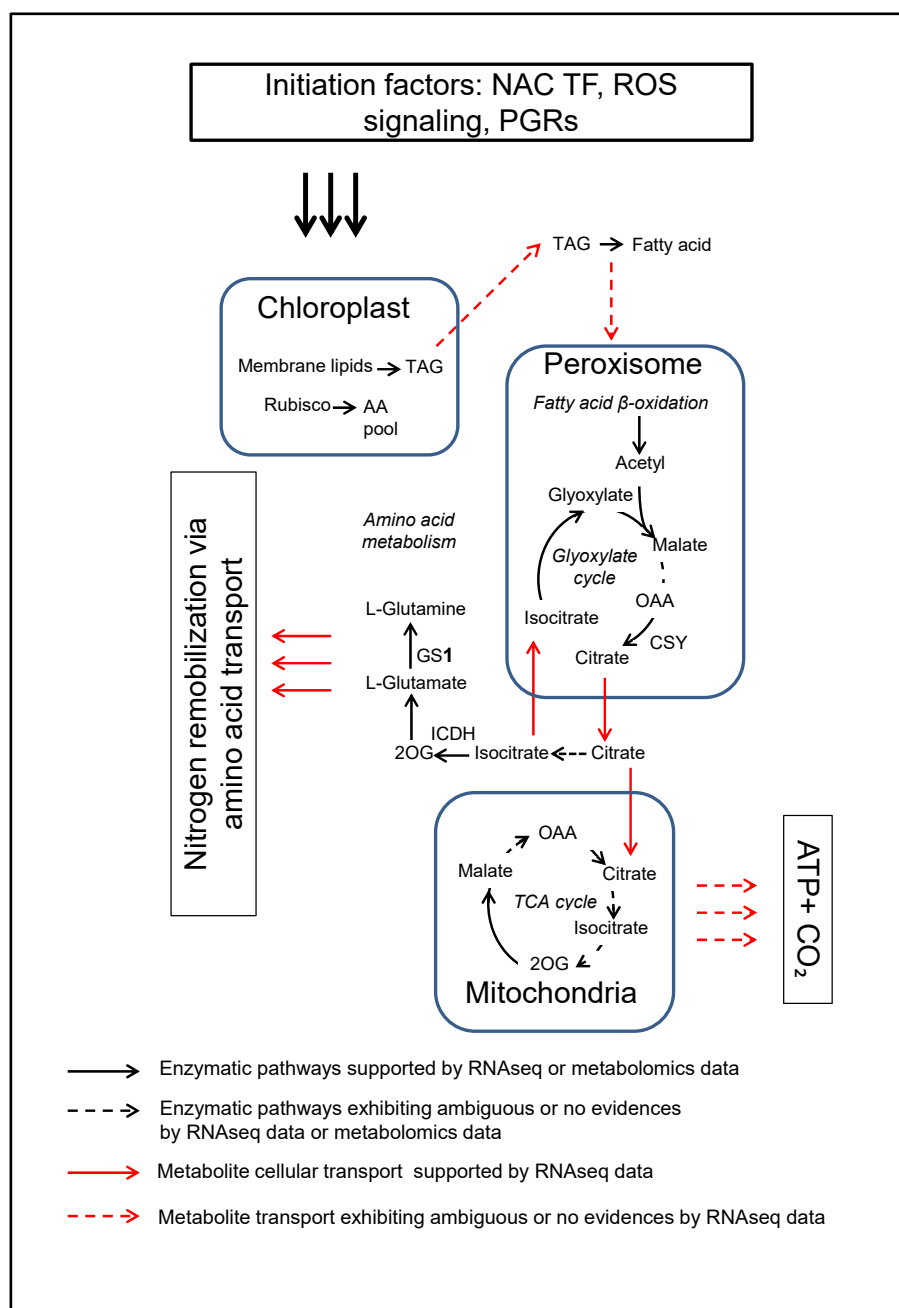 Initiation factors: NAC TF, ROS
signaling, PGRs
TAG
Fatty acid
Chloroplast
Membrane lipids
TAG
Rubisco
AA
pool
Peroxisome
Fatty acid β-oxidation
Acetyl
Glyoxylate
Malate
Glyoxylate
cycle
OAA
Isocitrate
CSY
Citrate
Nitrogen remobilization via
amino acid transport
Amino acid
metabolism
L-Glutamine
GS1
L-Glutamate
ICDH
2OG
Isocitrate
Citrate
OAA
Malate
Citrate
TCA cycle
Isocitrate
2OG
Mitochondria
ATP+ CO₂
Enzymatic pathways supported by RNAseq or metabolomics data
Enzymatic pathways exhibiting ambiguous or no evidences
by RNAseq data or metabolomics data
Metabolite cellular transport supported by RNAseq data
Metabolite transport exhibiting ambiguous or no evidences by RNAseq data